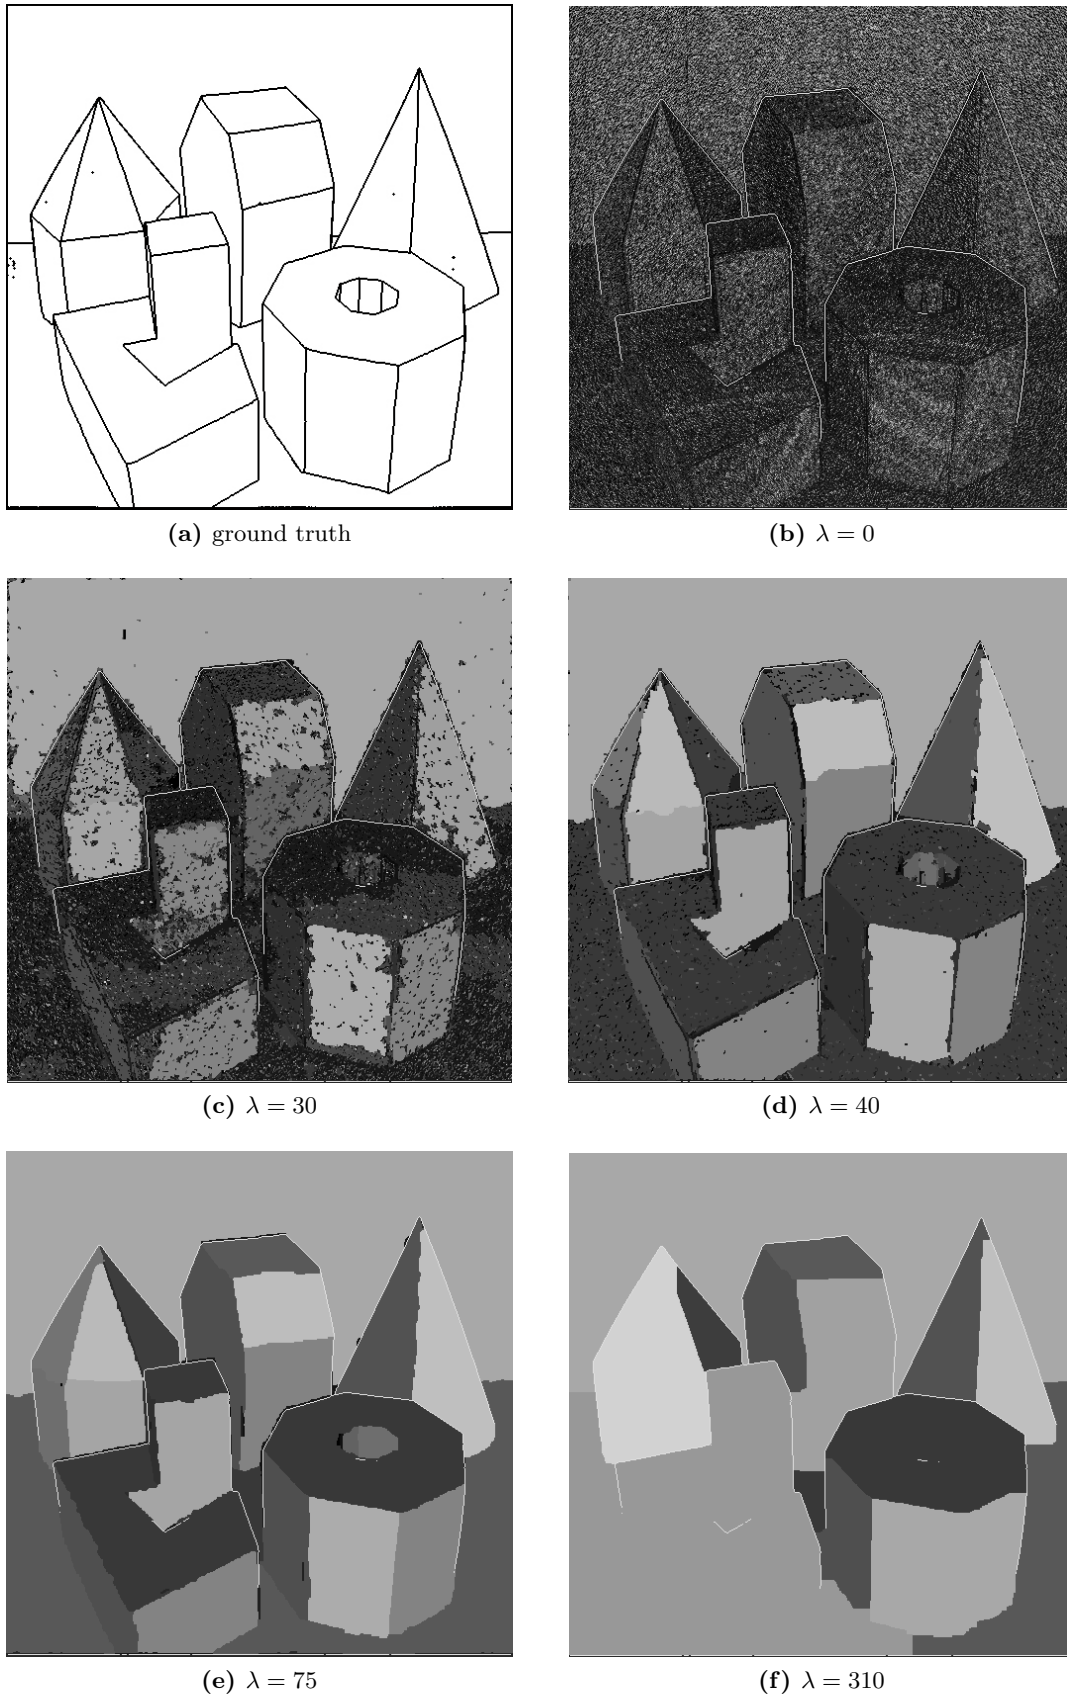 (a) ground truth
(b) λ = 0
(c) λ = 30
(d) λ = 40
(e) λ = 75
(f) λ = 310